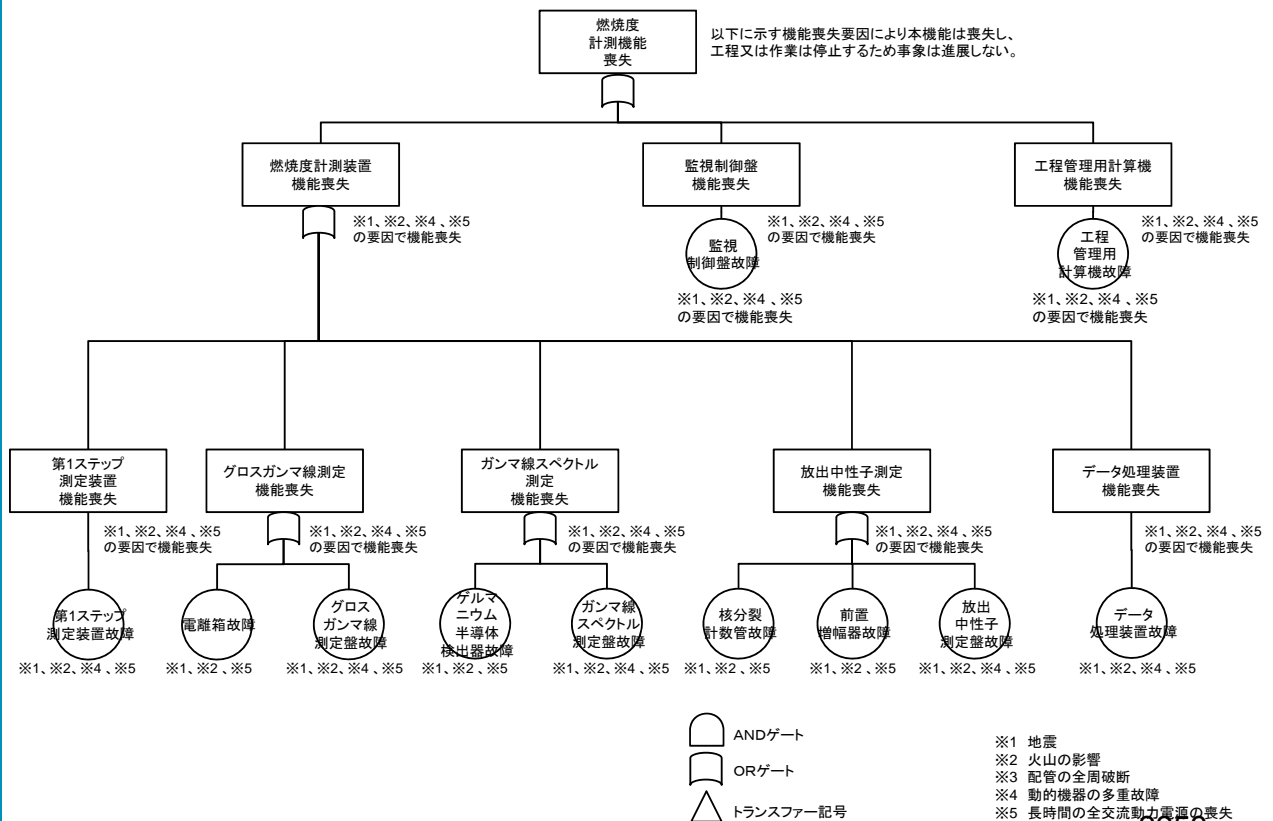 燃焼度
計測機能
喪失
以下に示す機能喪失要因により本機能は喪失し、
工程又は作業は停止するため事象は進展しない。
燃焼度計測装置
機能喪失
※1、※2、※4 、※5
の要因で機能喪失
監視制御盤
機能喪失
※1、※2、※4 、※5
の要因で機能喪失
監視
制御盤故障
※1、※2、※4 、※5
の要因で機能喪失
工程管理用計算機
機能喪失
※1、※2、※4 、※5
の要因で機能喪失
工程
管理用
計算機故障
※1、※2、※4 、※5
の要因で機能喪失
第1ステップ
測定装置
機能喪失
※1、※2、※4 、※5
の要因で機能喪失
第1ステップ
測定装置故障
※1、※2、※4、※5
グロスガンマ線測定
機能喪失
※1、※2、※4 、※5
の要因で機能喪失
電離箱故障
※1、※2 、※5
グロス
ガンマ線
測定盤故障
※1、※2、※4、※5
ガンマ線スペクトル
測定
機能喪失
※1、※2、※4 、※5
の要因で機能喪失
ゲルマ
ニウム
半導体
検出器故障
※1、※2 、※5
ガンマ線
スペクトル
測定盤故障
※1、※2、※4、※5
放出中性子測定
機能喪失
※1、※2、※4 、※5
の要因で機能喪失
核分裂
計数管故障
※1、※2 、※5
前置
増幅器故障
※1、※2 、※5
放出
中性子
測定盤故障
※1、※2、※4、※5
データ処理装置
機能喪失
※1、※2、※4 、※5
の要因で機能喪失
データ
処理装置故障
※1、※2、※4、※5
ANDゲート
ORゲート
トランスファー記号
※1 地震
※2 火山の影響
※3 配管の全周破断
※4 動的機器の多重故障
※5 長時間の全交流動力電源の喪失